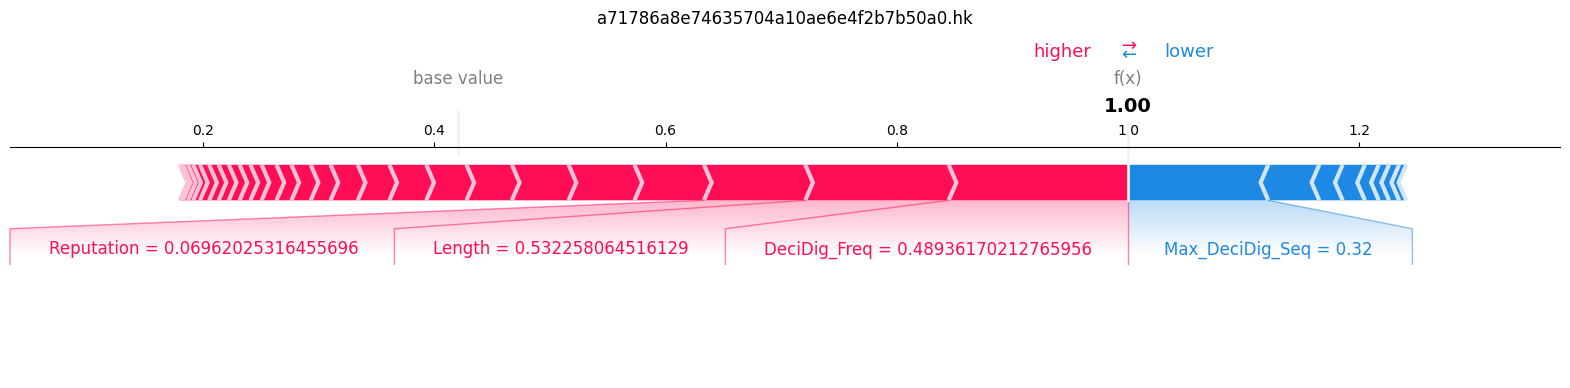 a71786a8e74635704a10ae6e4f2b7b50a0.hk
higher ⇄ lower
base value f(x)
1.00
0.2 0.4 0.6 0.8 1.0 1.2
Reputation = 0.06962025316455696 Length = 0.532258064516129 DeciDig_Freq = 0.48936170212765956 Max_DeciDig_Seq = 0.32